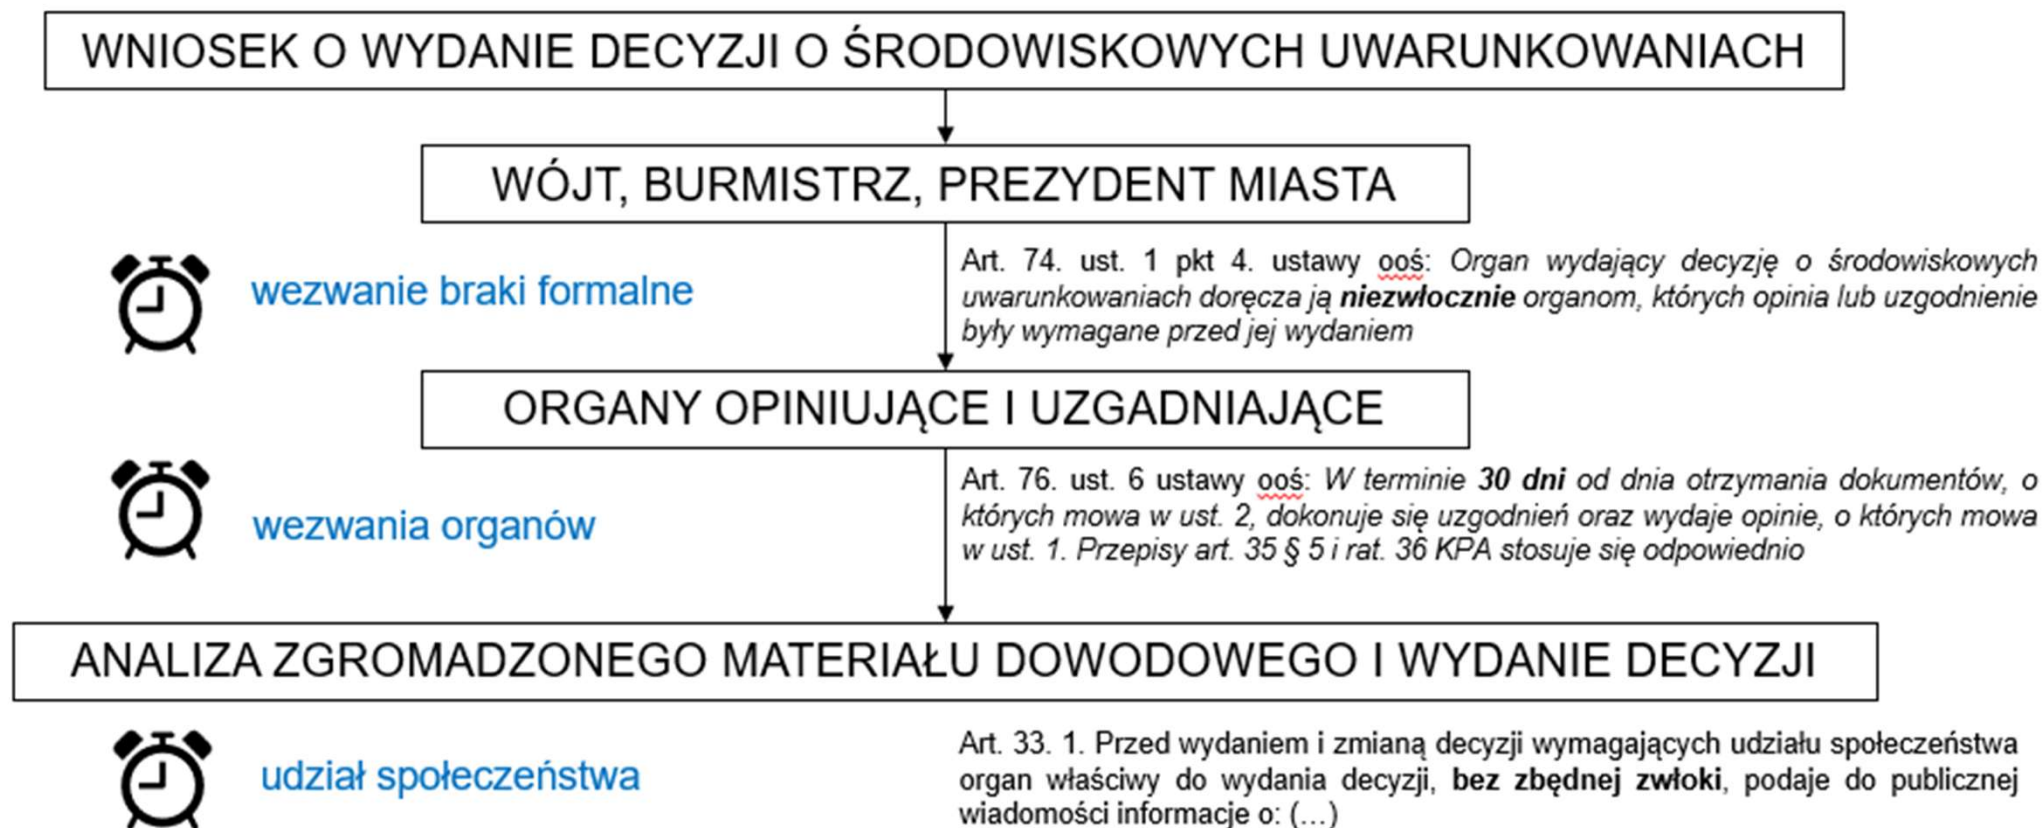 WNIOSEK O WYDANIE DECYZJI O ŚRODOWISKOWYCH UWARUNKOWANIACH
WÓJT, BURMISTRZ, PREZYDENT MIASTA
wezwanie braki formalne
Art. 74. ust. 1 pkt 4. ustawy ooś: Organ wydający decyzję o środowiskowych
uwarunkowaniach doręcza ją niezwłocznie organom, których opinia lub uzgodnienie
były wymagane przed jej wydaniem
ORGANY OPINIUJĄCE I UZGADNIAJĄCE
wezwania organów
Art. 76. ust. 6 ustawy ooś: W terminie 30 dni od dnia otrzymania dokumentów, o
których mowa w ust. 2, dokonuje się uzgodnień oraz wydaje opinie, o których mowa
w ust. 1. Przepisy art. 35 § 5 i rat. 36 KPA stosuje się odpowiednio
ANALIZA ZGROMADZONEGO MATERIAŁU DOWODOWEGO I WYDANIE DECYZJI
udział społeczeństwa
Art. 33. 1. Przed wydaniem i zmianą decyzji wymagających udziału społeczeństwa
organ właściwy do wydania decyzji, bez zbędnej zwłoki, podaje do publicznej
wiadomości informacje o: (...)